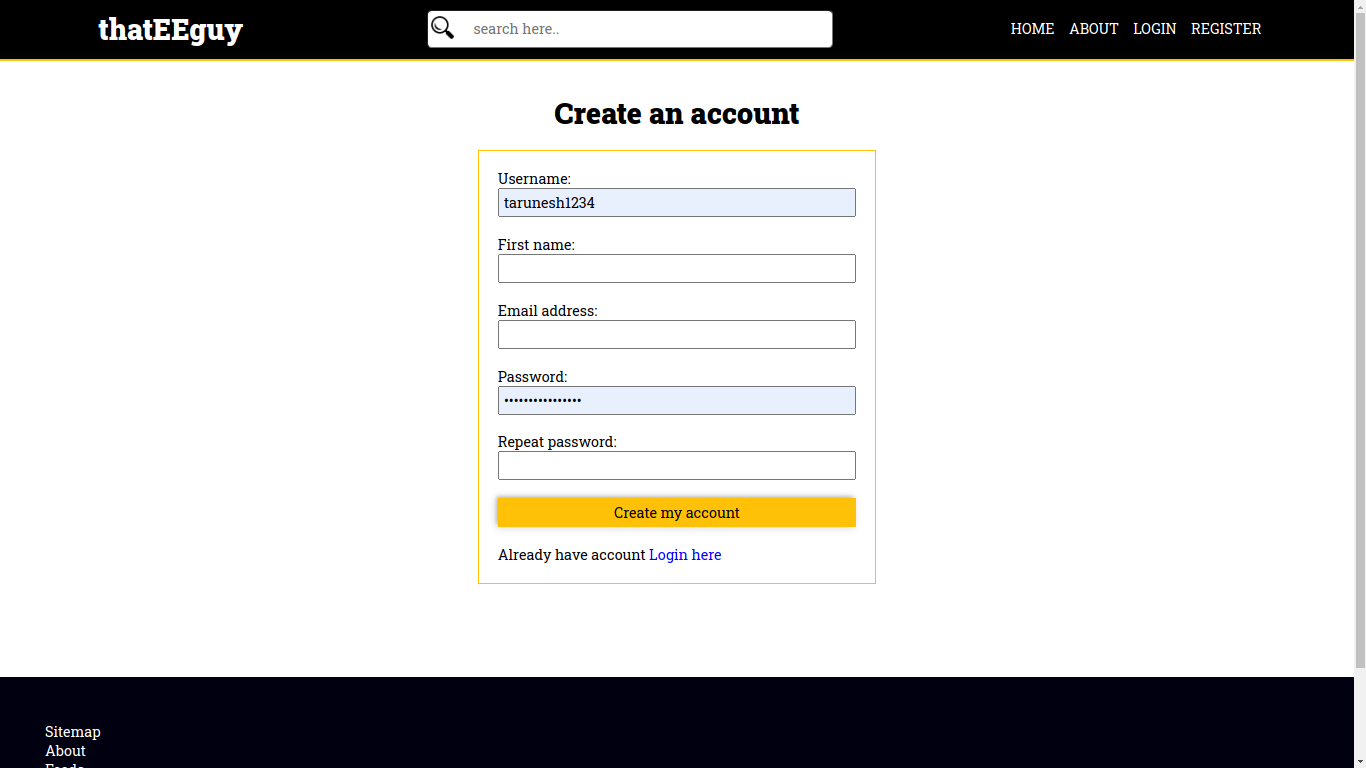 thatEEguy
search here..
HOME ABOUT LOGIN REGISTER
Create an account
Username:
tarunesh1234
First name:
Email address:
Password:
••••••••••••••••
Repeat password:
Create my account
Already have account Login here
Sitemap
About